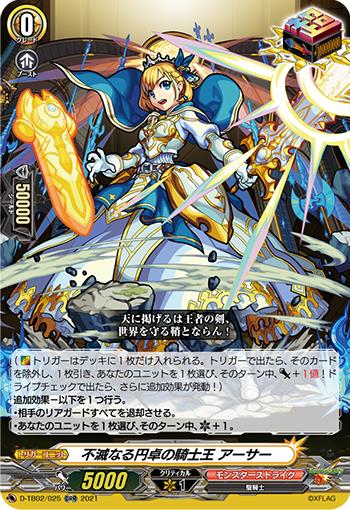 0
グレード
ブースト
50000
シールド
天に掲げるは王者の剣、
世界を守る鞘とならん!
(トリガーはデッキに1枚だけ入れられる。トリガーで出たら、そのカード
を除外し、1枚引き、あなたのユニットを1枚選び、そのターン中、+1億!ド
ライブチェックで出たら、さらに追加効果が発動!)
追加効果-以下を1つ行う。
・相手のリアガードすべてを退却させる。
・あなたのユニットを1枚選び、そのターン中、+1。
トリガーユニット
不滅なる円卓の騎士王 アーサー
パワー
5000
クリティカル
1
モンスターストライク
聖騎士
D-TB02/025 2021
©XFLAG